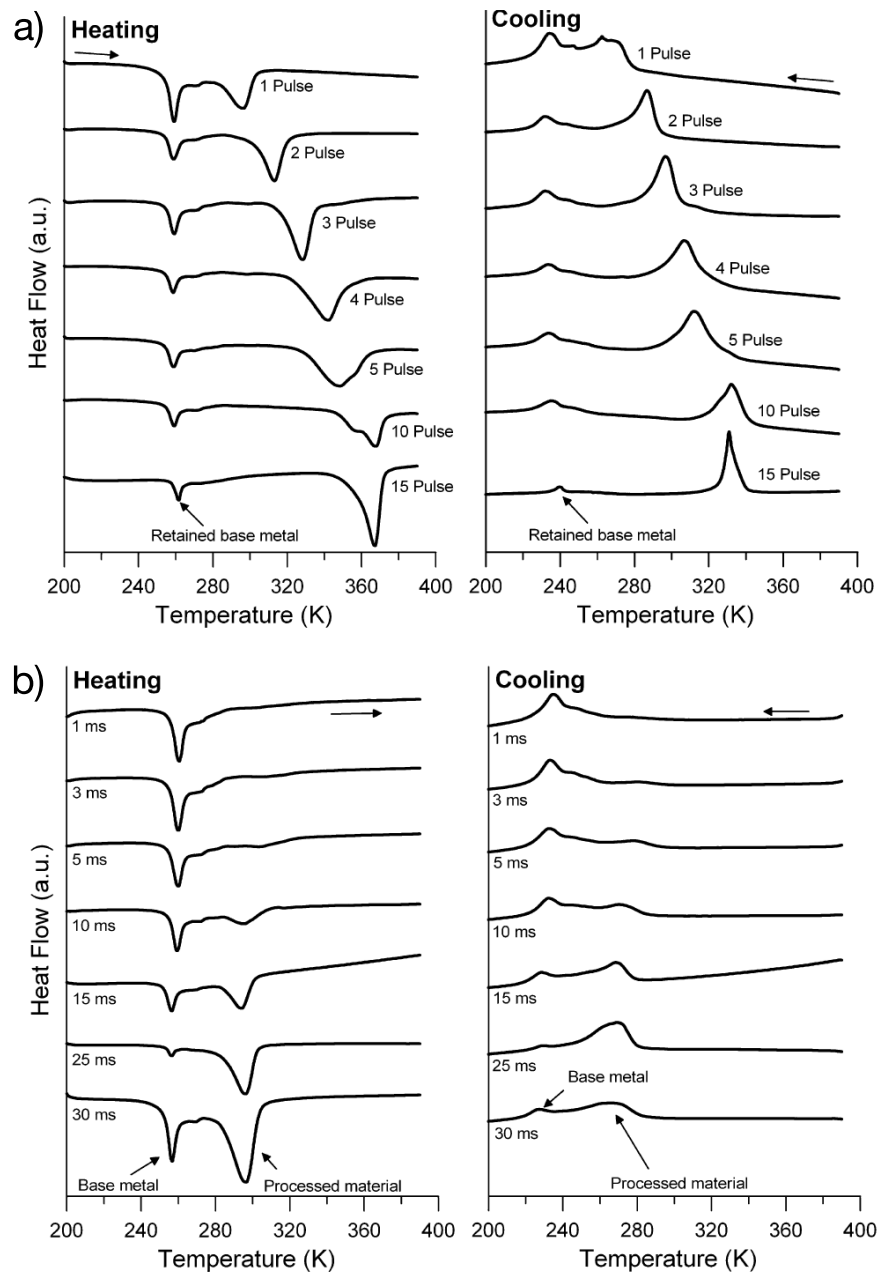 a)
Heating
Cooling
1 Pulse
2 Pulse
3 Pulse
4 Pulse
5 Pulse
10 Pulse
15 Pulse
Retained base metal
1 Pulse
2 Pulse
3 Pulse
4 Pulse
5 Pulse
10 Pulse
15 Pulse
Retained base metal
Heat Flow (a.u.)
200 240 280 320 360 400
Temperature (K)
200 240 280 320 360 400
Temperature (K)
b)
Heating
Cooling
1 ms
3 ms
5 ms
10 ms
15 ms
25 ms
30 ms
Base metal
Processed material
1 ms
3 ms
5 ms
10 ms
15 ms
25 ms
Base metal
30 ms
Processed material
Heat Flow (a.u.)
200 240 280 320 360 400
Temperature (K)
200 240 280 320 360 400
Temperature (K)